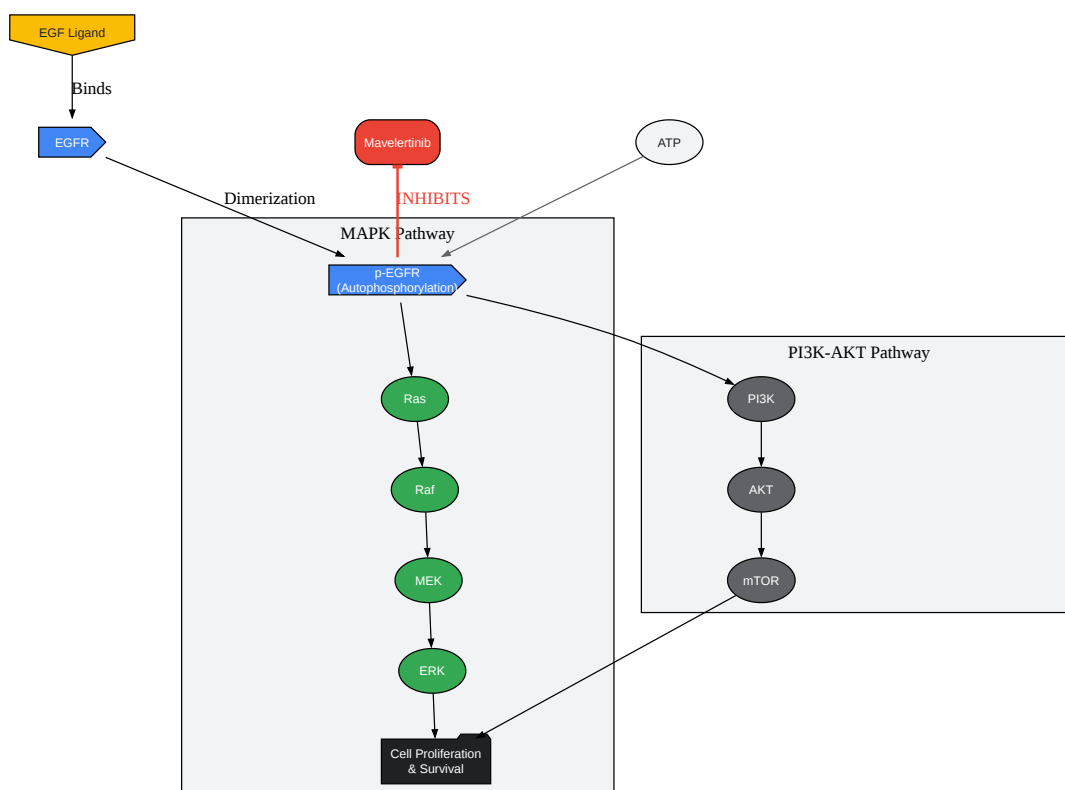 EGF Ligand
Binds
EGFR
Mavelertinib
ATP
Dimerization
INHIBITS
MAPK Pathway
p-EGFR
(Autophosphorylation)
PI3K-AKT Pathway
Ras
PI3K
Raf
AKT
MEK
mTOR
ERK
Cell Proliferation
& Survival